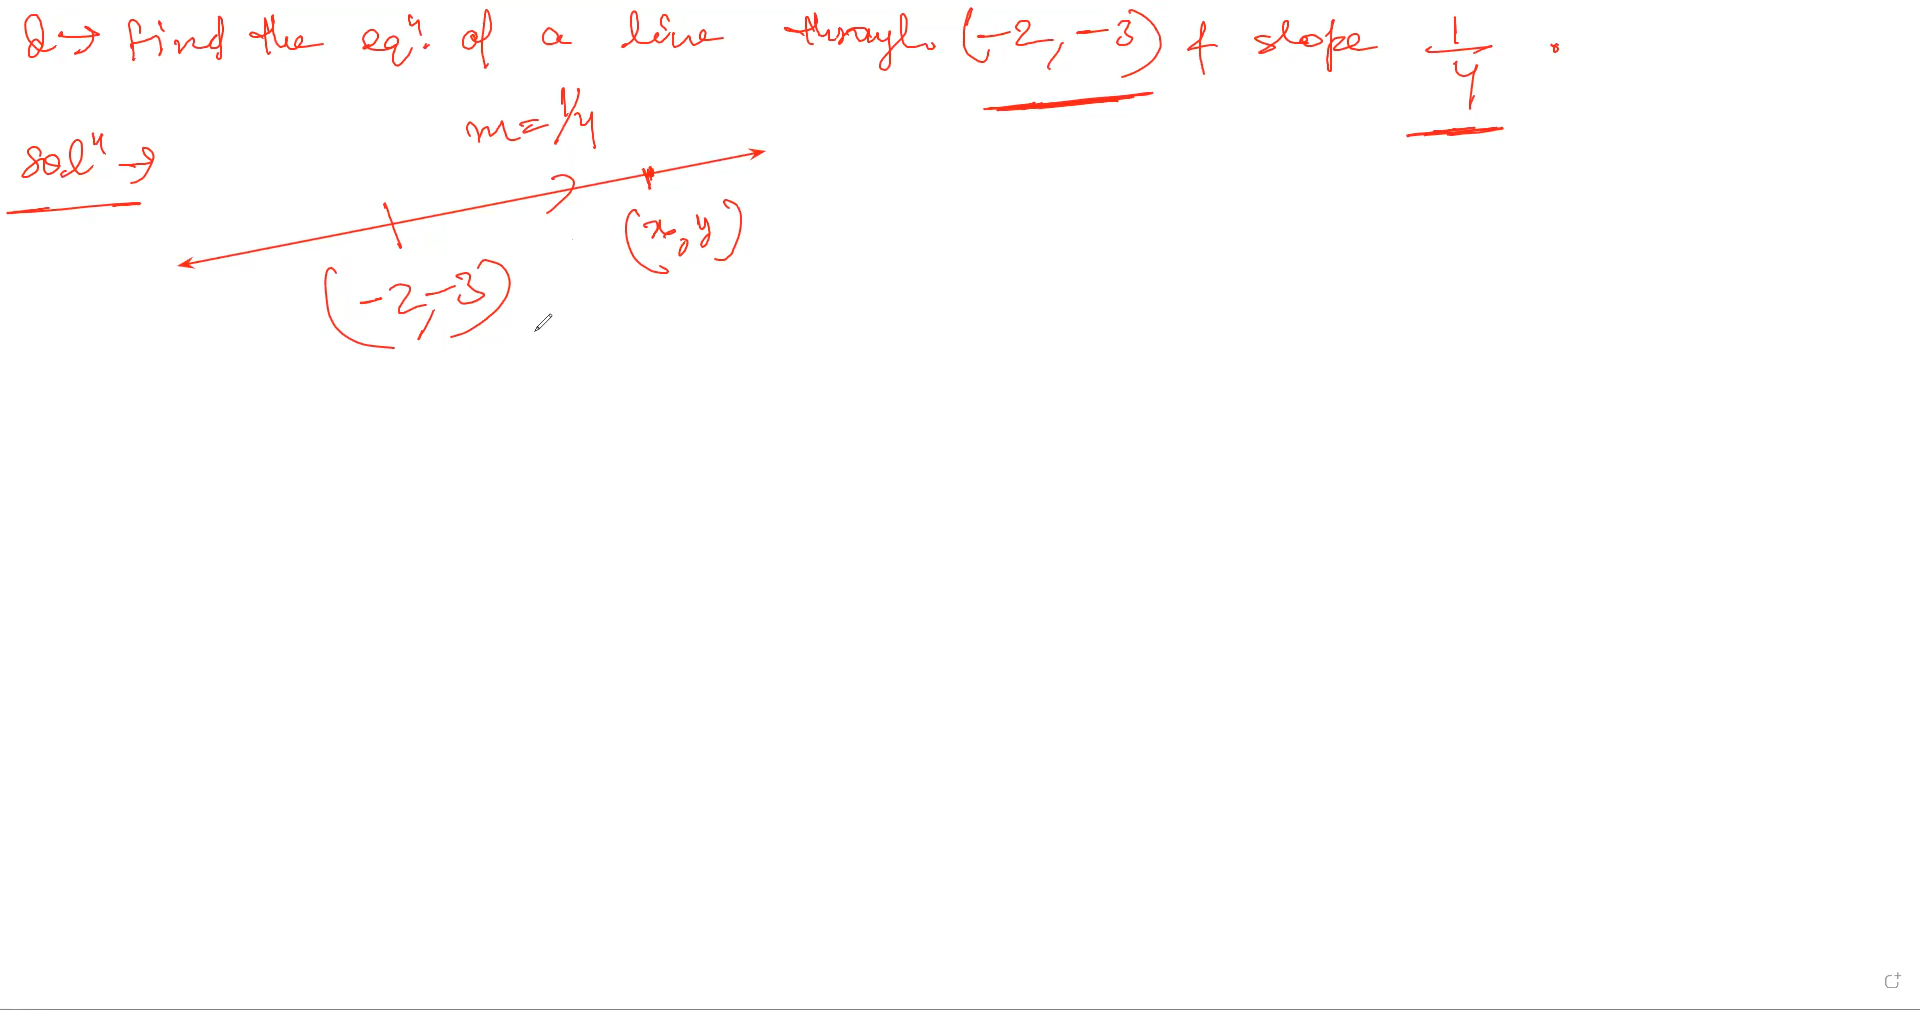 Q→ Find the eqⁿ. of a line through (-2, -3) & slope 1/4 .
m = 1/4
solⁿ →
(x, y)
(-2, -3)